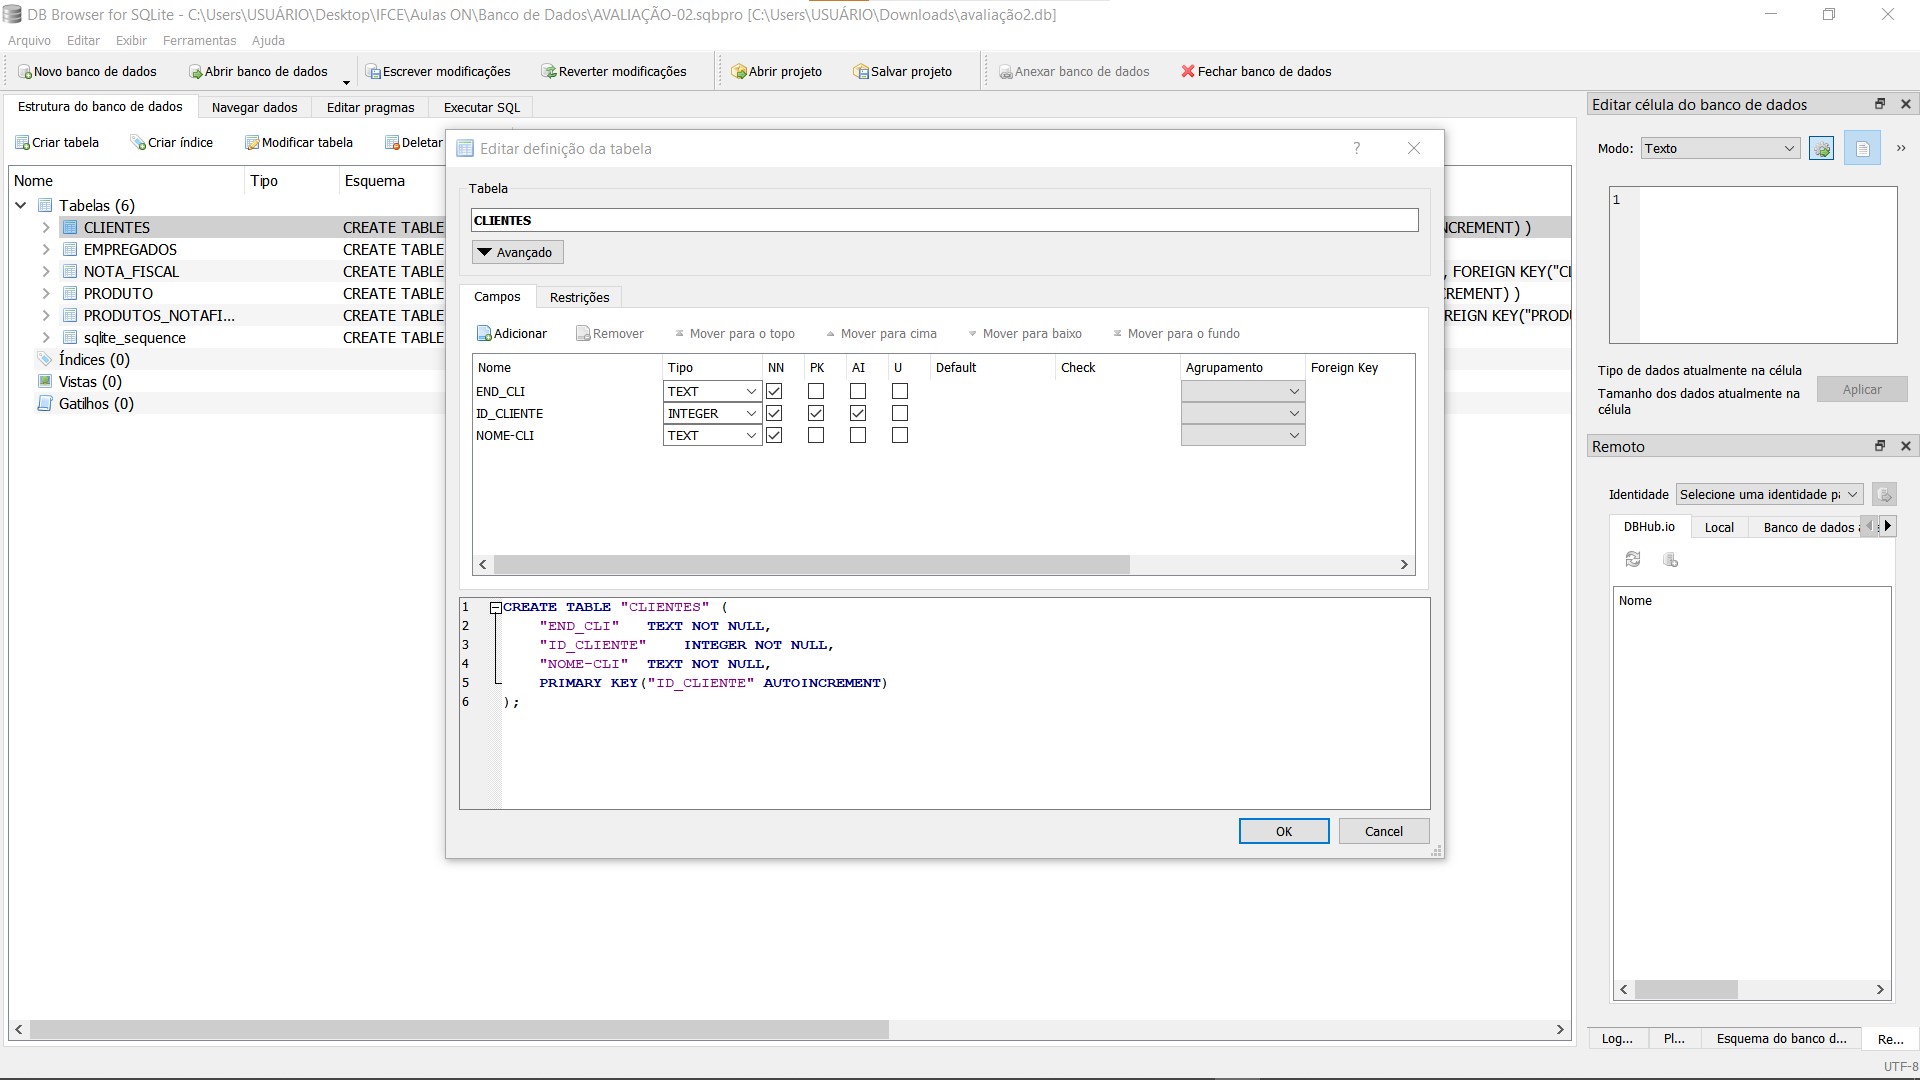 DB Browser for SQLite - C:\Users\USUÁRIO\Desktop\IFCE\Aulas ON\Banco de Dados\AVALIAÇÃO-02.sqbpro [C:\Users\USUÁRIO\Downloads\avaliação2.db]
Arquivo Editar Exibir Ferramentas Ajuda
Novo banco de dados Abrir banco de dados Escrever modificações Reverter modificações Abrir projeto Salvar projeto Anexar banco de dados Fechar banco de dados
Estrutura do banco de dados Navegar dados Editar pragmas Executar SQL
Criar tabela Criar índice Modificar tabela Deletar
Nome Tipo Esquema
Tabelas (6)
CLIENTES CREATE TABLE NCREMENT) )
EMPREGADOS CREATE TABLE
NOTA_FISCAL CREATE TABLE , FOREIGN KEY("CL
PRODUTO CREATE TABLE CREMENT) )
PRODUTOS_NOTAFI... CREATE TABLE REIGN KEY("PRODU
sqlite_sequence CREATE TABLE
Índices (0)
Vistas (0)
Gatilhos (0)
Editar definição da tabela ?
Tabela
CLIENTES
Avançado
Campos Restrições
Adicionar Remover Mover para o topo Mover para cima Mover para baixo Mover para o fundo
Nome Tipo NN PK AI U Default Check Agrupamento Foreign Key
END_CLI TEXT
ID_CLIENTE INTEGER
NOME-CLI TEXT
1 CREATE TABLE "CLIENTES" (
2 "END_CLI" TEXT NOT NULL,
3 "ID_CLIENTE" INTEGER NOT NULL,
4 "NOME-CLI" TEXT NOT NULL,
5 PRIMARY KEY("ID_CLIENTE" AUTOINCREMENT)
6 );
OK Cancel
Editar célula do banco de dados
Modo: Texto »
1
Tipo de dados atualmente na célula
Tamanho dos dados atualmente na célula
Aplicar
Remoto
Identidade Selecione uma identidade pa
DBHub.io Local Banco de dados a
Nome
Log... Pl... Esquema do banco d... Re...
UTF-8